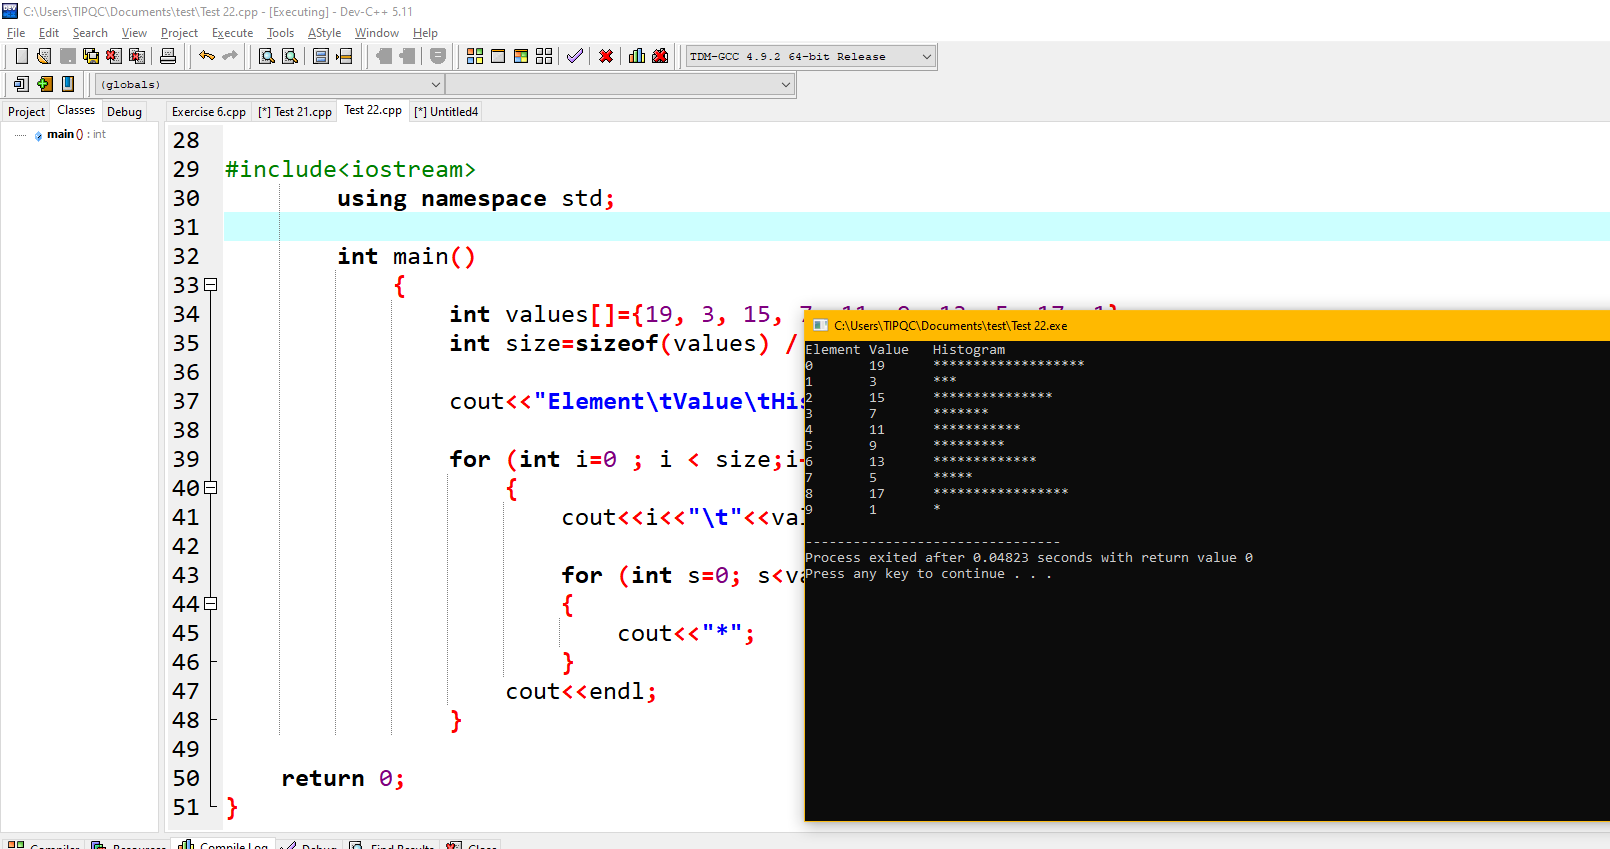 C:\Users\TIPQC\Documents\test\Test 22.cpp - [Executing] - Dev-C++ 5.11
File Edit Search View Project Execute Tools AStyle Window Help
TDM-GCC 4.9.2 64-bit Release
(globals)
Project Classes Debug Exercise 6.cpp [*] Test 21.cpp Test 22.cpp [*] Untitled4
main () : int
28
29 #include<iostream>
30 using namespace std;
31
32 int main()
33 {
34 int values[]={19, 3, 15,
35 int size=sizeof(values) /
36
37 cout<<"Element\tValue\tHis
38
39 for (int i=0 ; i < size;i
40 {
41 cout<<i<<"\t"<<val
42
43 for (int s=0; s<va
44 {
45 cout<<"*";
46 }
47 cout<<endl;
48 }
49
50 return 0;
51 }
C:\Users\TIPQC\Documents\test\Test 22.exe
Element Value Histogram
0 19 *******************
1 3 ***
2 15 ***************
3 7 *******
4 11 ***********
5 9 *********
6 13 *************
7 5 *****
8 17 *****************
9 1 *
--------------------------------
Process exited after 0.04823 seconds with return value 0
Press any key to continue . . .
Compiler Resources Compile Log Debug Find Results Close